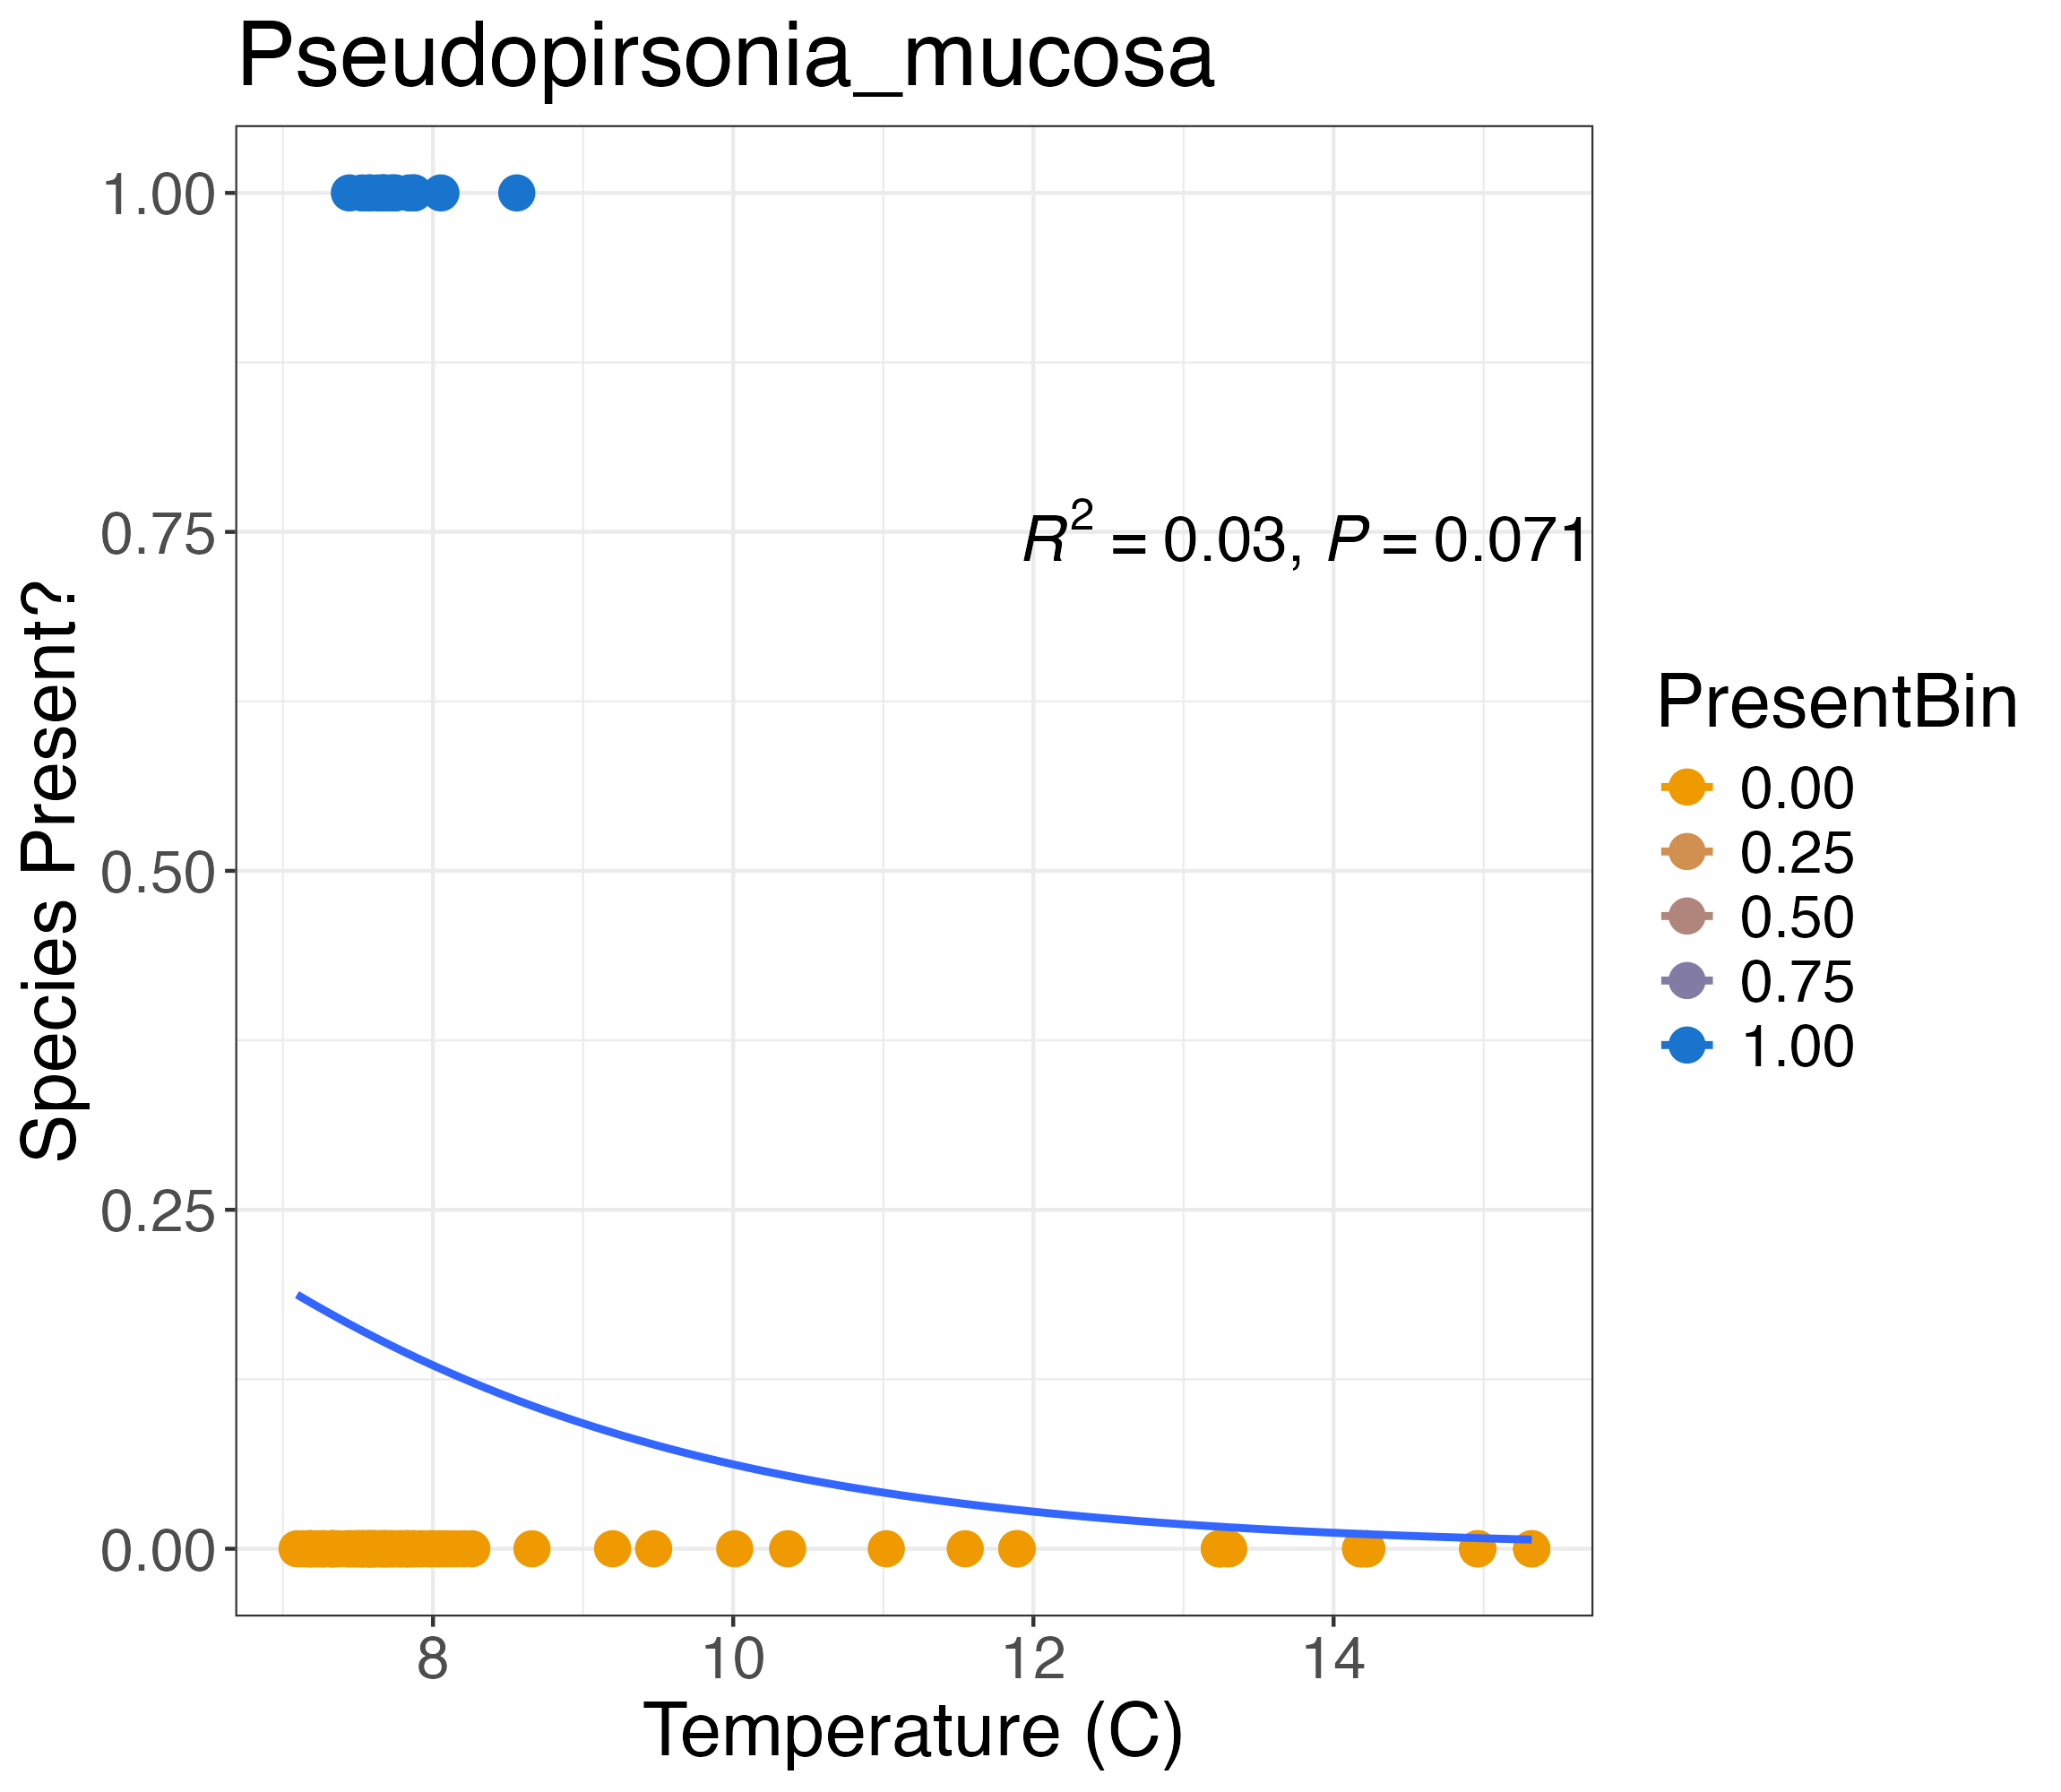 Pseudopirsonia_mucosa
1.00
0.75
0.50
0.25
0.00
Species Present?
R² = 0.03, P = 0.071
8 10 12 14
Temperature (C)
PresentBin
0.00
0.25
0.50
0.75
1.00